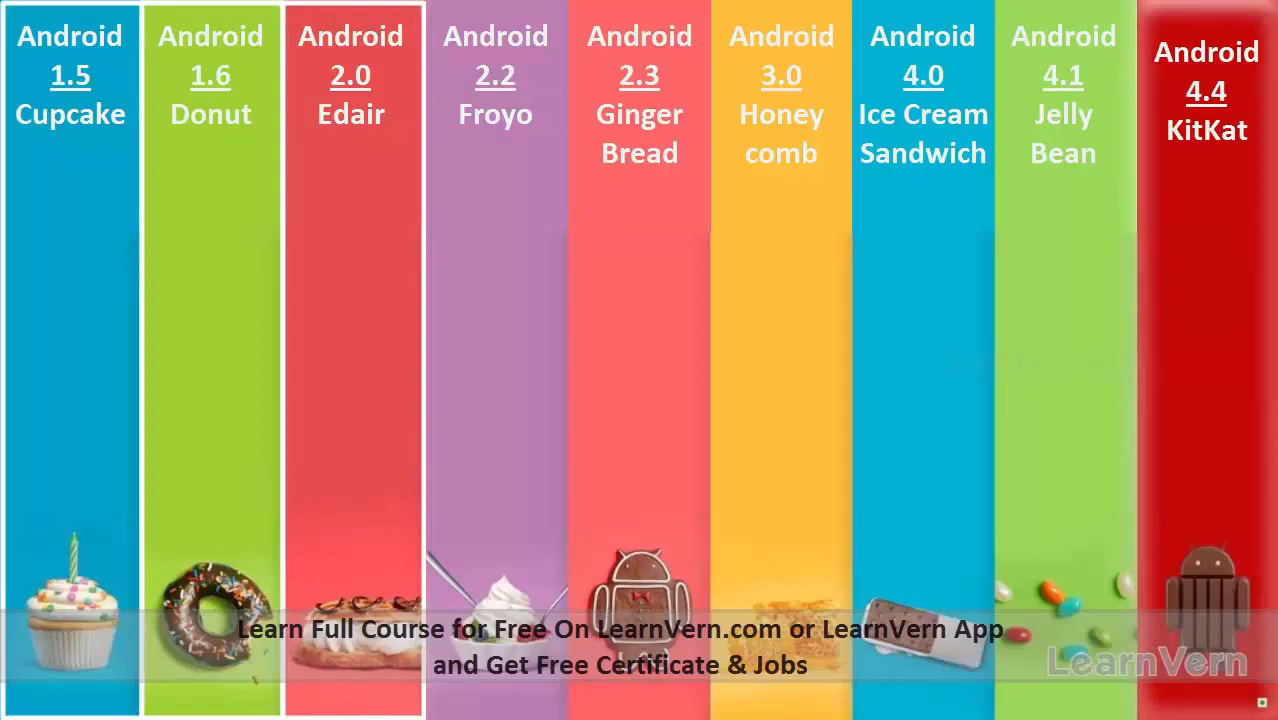 Android
1.5
Cupcake
Android
1.6
Donut
Android
2.0
Edair
Android
2.2
Froyo
Android
2.3
Ginger
Bread
Android
3.0
Honey
comb
Android
4.0
Ice Cream
Sandwich
Android
4.1
Jelly
Bean
Android
4.4
KitKat
Learn Full Course for Free On LearnVern.com or LearnVern App
and Get Free Certificate & Jobs
LearnVern